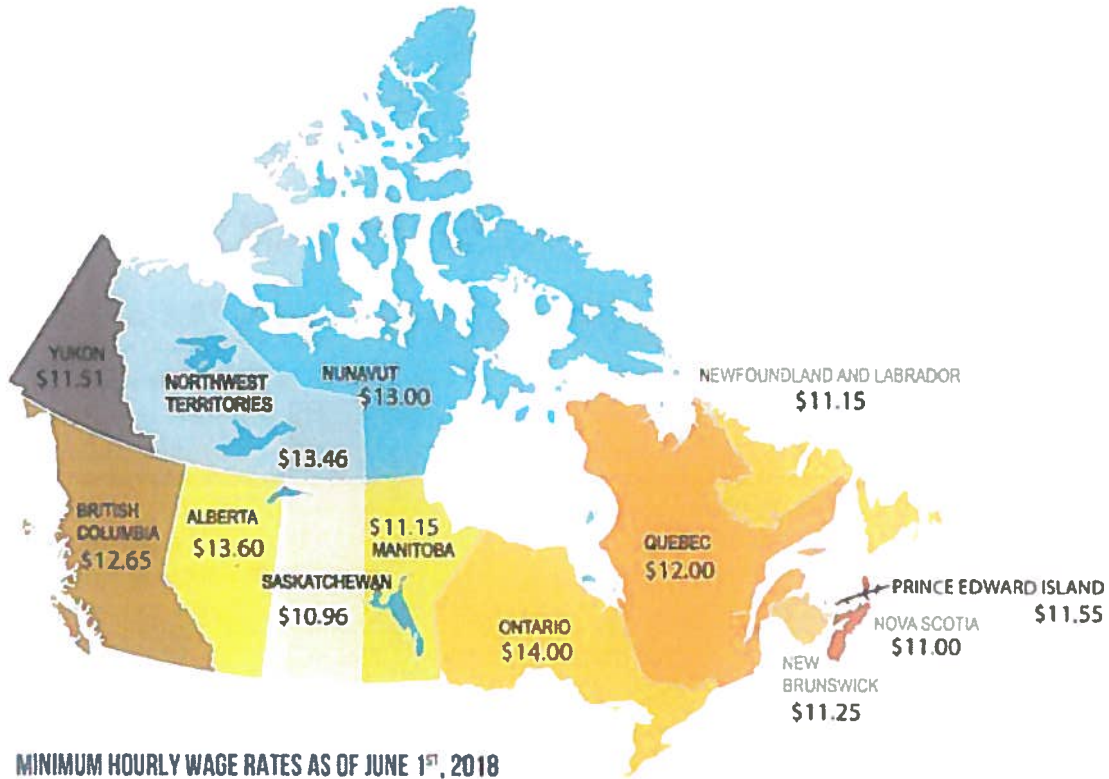 YUKON
$11.51
NORTHWEST
TERRITORIES
$13.46
NUNAVUT
$13.00
NEWFOUNDLAND AND LABRADOR
$11.15
BRITISH
COLUMBIA
$12.65
ALBERTA
$13.60
SASKATCHEWAN
$10.96
$11.15
MANITOBA
ONTARIO
$14.00
QUEBEC
$12.00
PRINCE EDWARD ISLAND
$11.55
NOVA SCOTIA
$11.00
NEW
BRUNSWICK
$11.25
MINIMUM HOURLY WAGE RATES AS OF JUNE 1ST, 2018